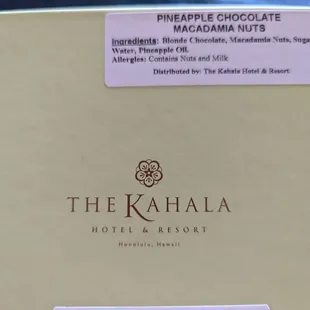 PINEAPPLE CHOCOLATE
MACADAMIA NUTS
Ingredients: Blonde Chocolate, Macadamia Nuts, Suga
Water, Pineapple Oil.
Allergies: Contains Nuts and Milk
Distributed by: The Kahala Hotel & Resort
THE KAHALA
HOTEL & RESORT
Honolulu, Hawaii